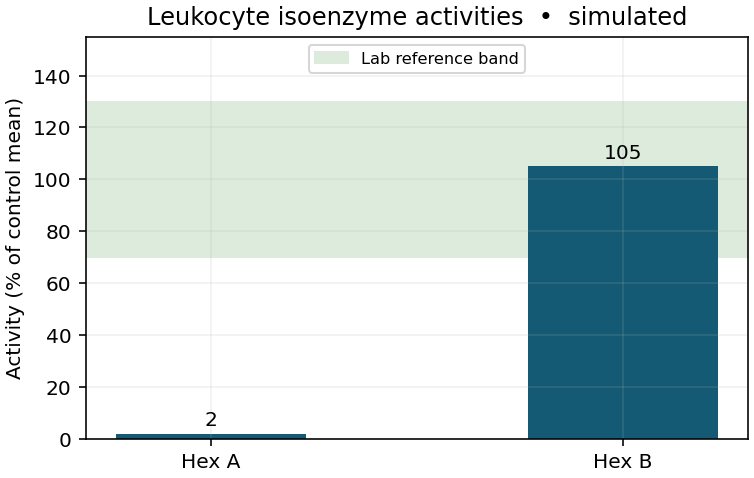 Leukocyte isoenzyme activities • simulated
Lab reference band
Activity (% of control mean)
140
120
100
80
60
40
20
0
2
105
Hex A
Hex B